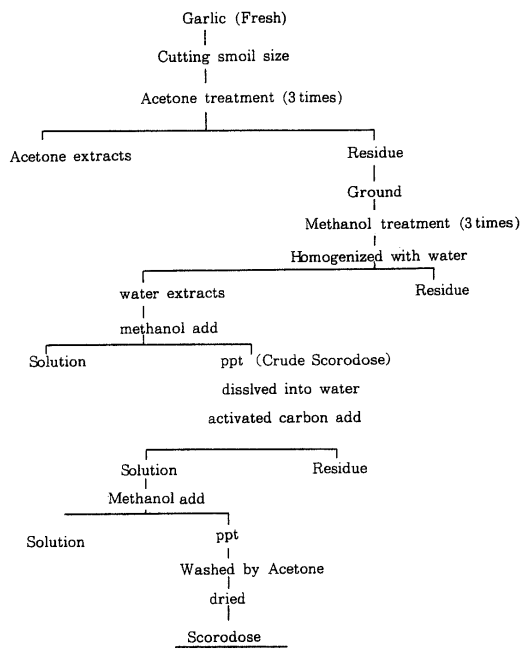 Garlic (Fresh)
Cutting smoil size
Acetone treatment (3 times)
Acetone extracts Residue
Ground
Methanol treatment (3 times)
Homogenized with water
water extracts Residue
methanol add
Solution ppt (Crude Scorodose)
disslved into water
activated carbon add
Solution Residue
Methanol add
Solution ppt
Washed by Acetone
dried
Scorodose